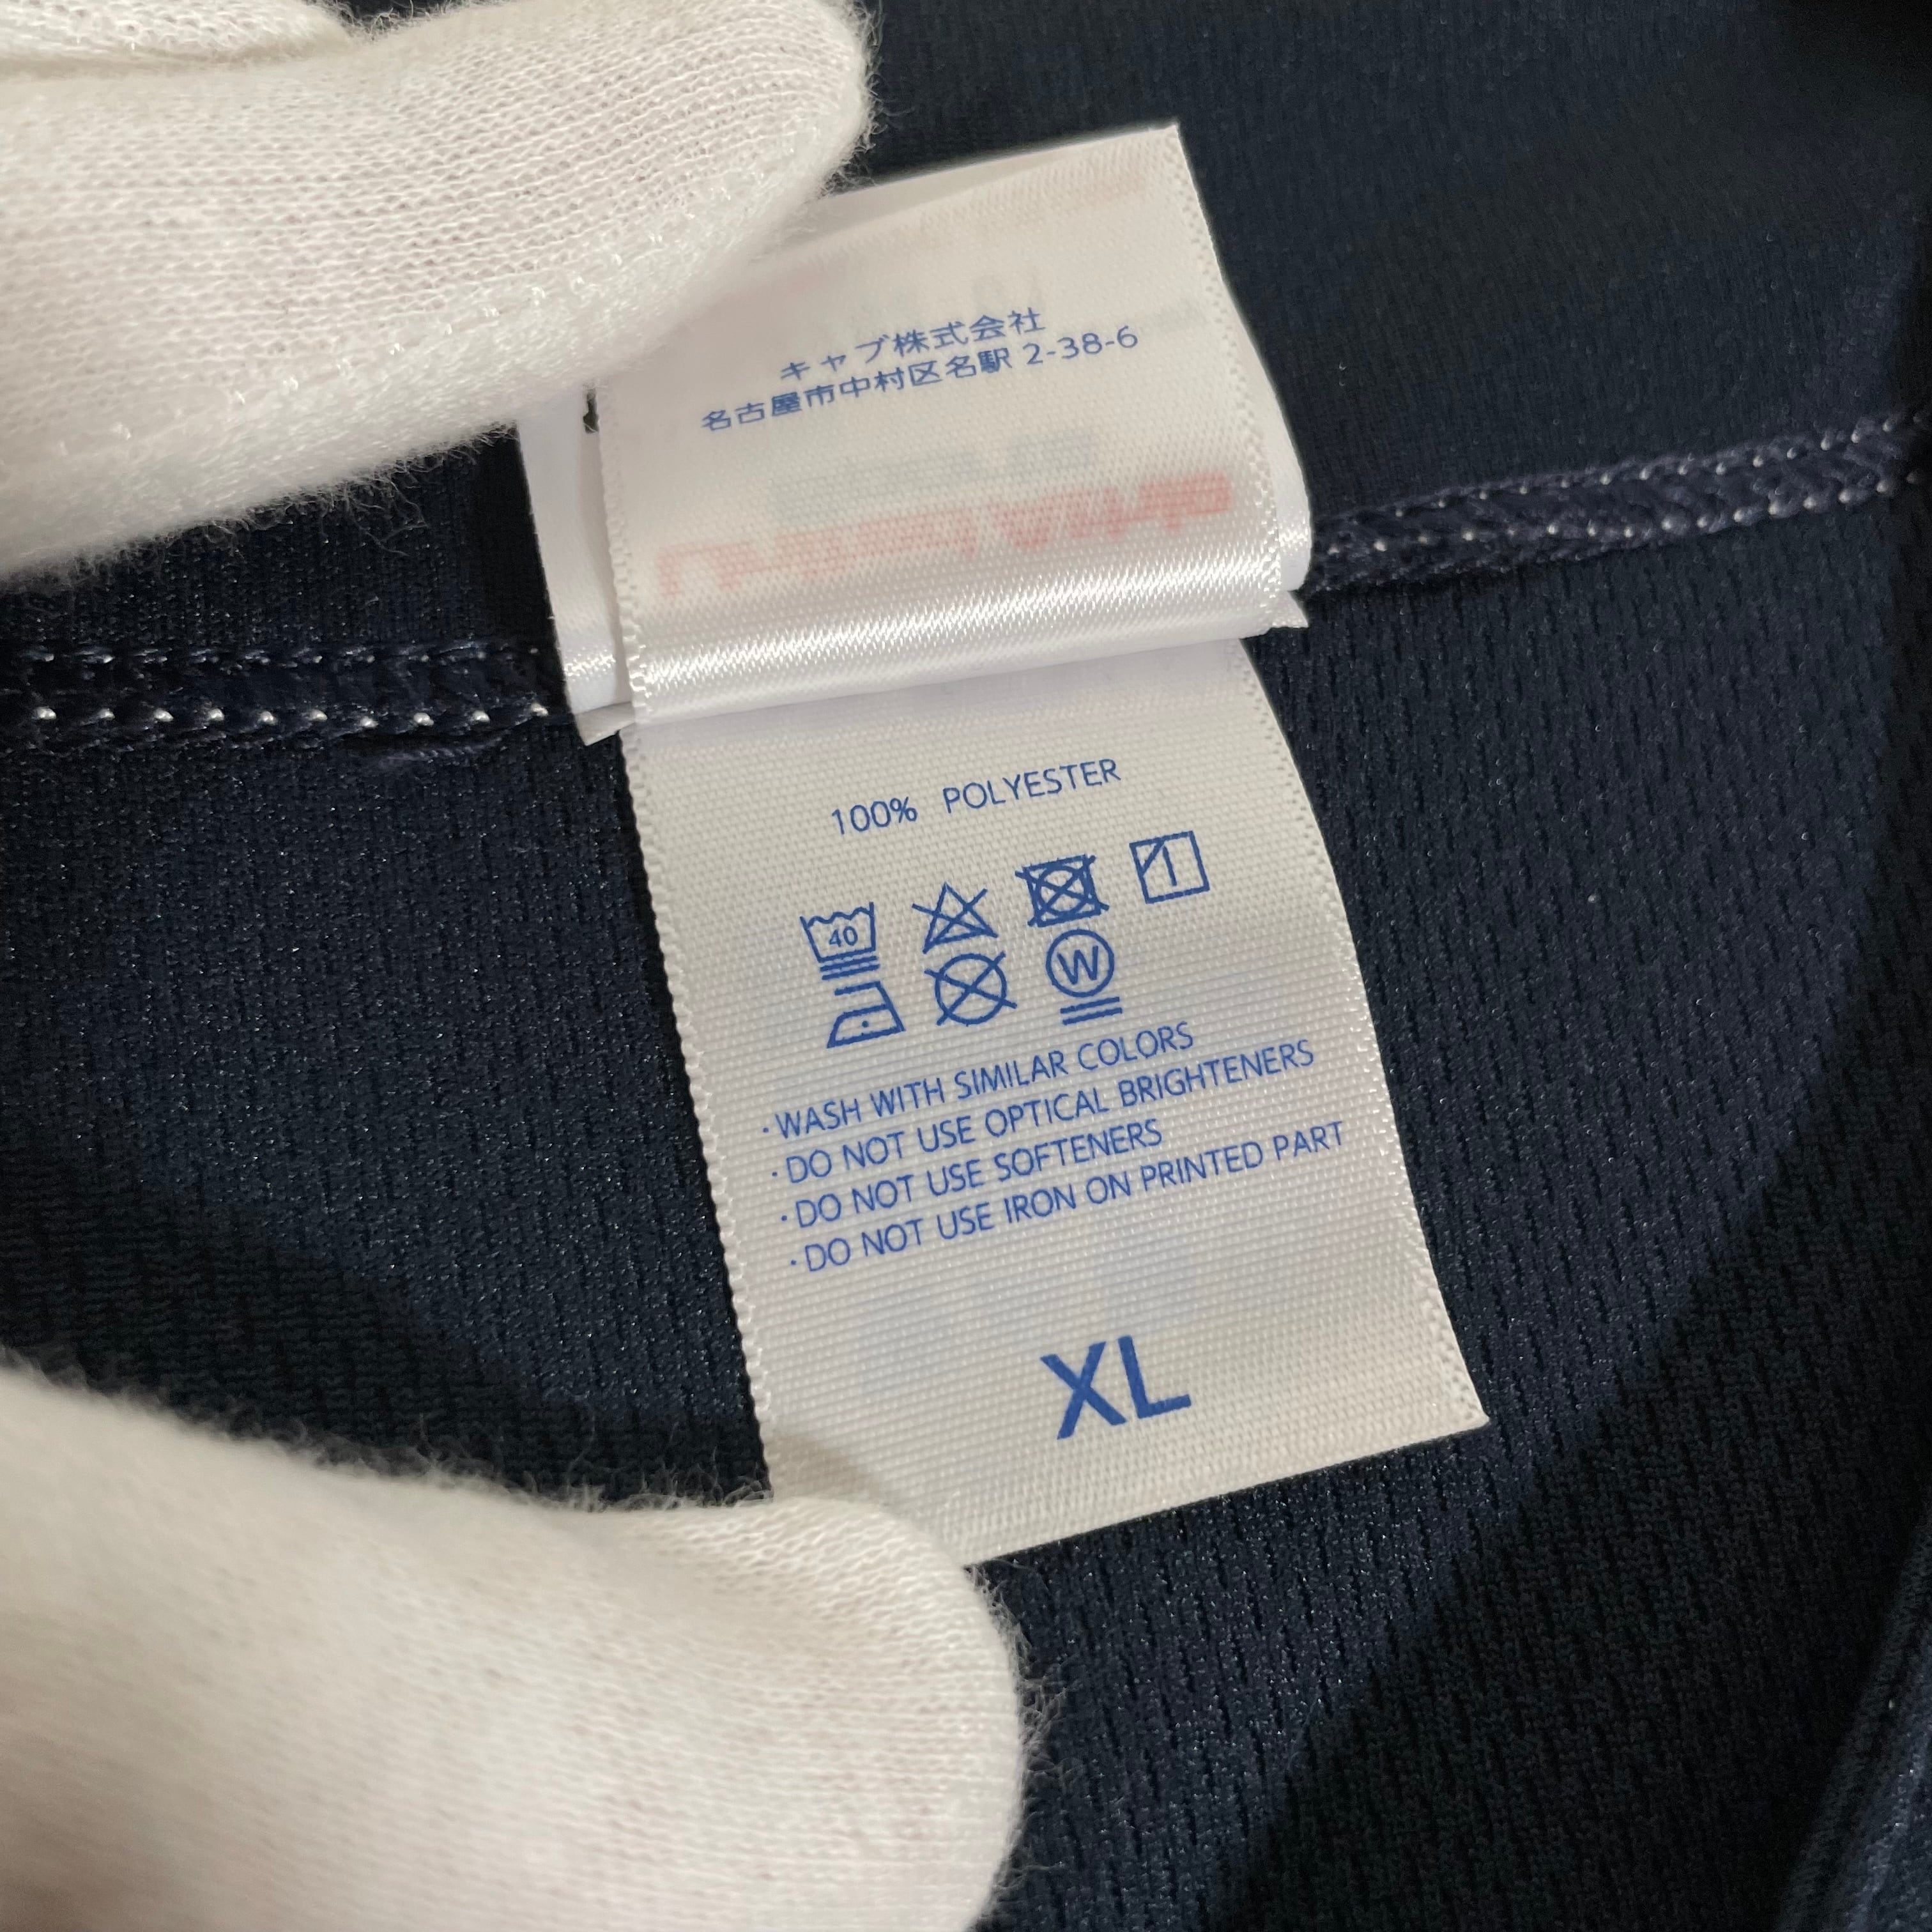 キャブ株式会社
名古屋市中村区名駅 2-38-6
100% POLYESTER
40
W
·WASH WITH SIMILAR COLORS
·DO NOT USE OPTICAL BRIGHTENERS
·DO NOT USE SOFTENERS
·DO NOT USE IRON ON PRINTED PART
XL